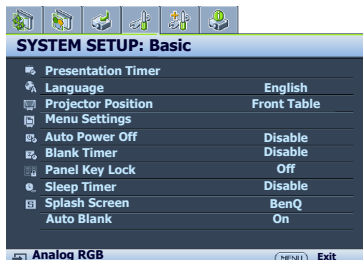 SYSTEM SETUP: Basic
Presentation Timer
Language English
Projector Position Front Table
Menu Settings
Auto Power Off Disable
Blank Timer Disable
Panel Key Lock Off
Sleep Timer Disable
Splash Screen BenQ
Auto Blank On
Analog RGB MENU Exit